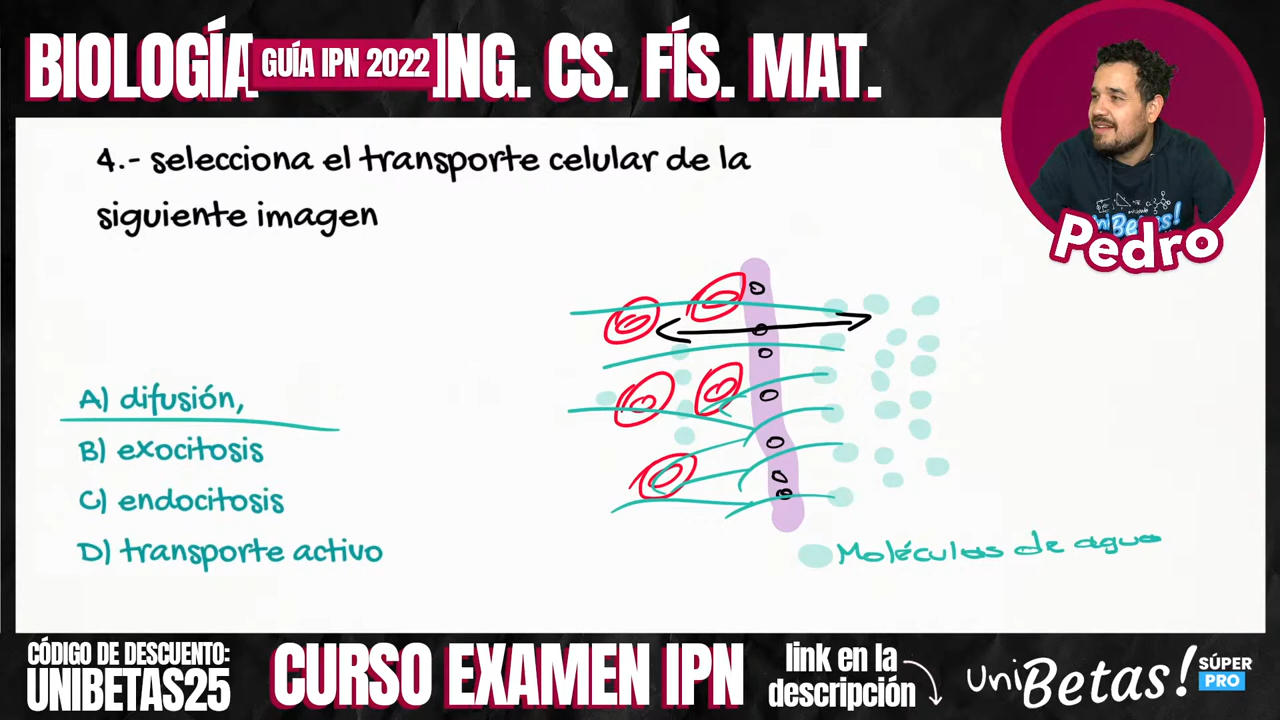 BIOLOGÍA GUÍA IPN 2022 ING. CS. FÍS. MAT.
4.- selecciona el transporte celular de la
siguiente imagen
Pedro
A) difusión,
B) exocitosis
C) endocitosis
D) transporte activo
Moléculas de agua
CÓDIGO DE DESCUENTO:
UNIBETAS25
CURSO EXAMEN IPN
link en la
descripción
uniBetas!
SÚPER
PRO